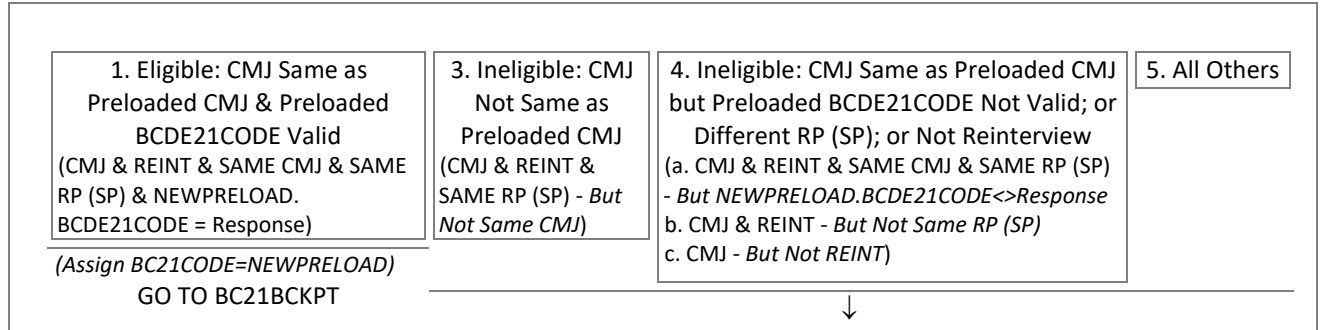 1. Eligible: CMJ Same as
Preloaded CMJ & Preloaded
BCDE21CODE Valid
(CMJ & REINT & SAME CMJ & SAME
RP (SP) & NEWPRELOAD.
BCDE21CODE = Response)
(Assign BC21CODE=NEWPRELOAD)
GO TO BC21BCKPT
3. Ineligible: CMJ
Not Same as
Preloaded CMJ
(CMJ & REINT &
SAME RP (SP) - But
Not Same CMJ)
4. Ineligible: CMJ Same as Preloaded CMJ
but Preloaded BCDE21CODE Not Valid; or
Different RP (SP); or Not Reinterview
(a. CMJ & REINT & SAME CMJ & SAME RP (SP)
- But NEWPRELOAD.BCDE21CODE<>Response
b. CMJ & REINT - But Not Same RP (SP)
c. CMJ - But Not REINT)
5. All Others
↓